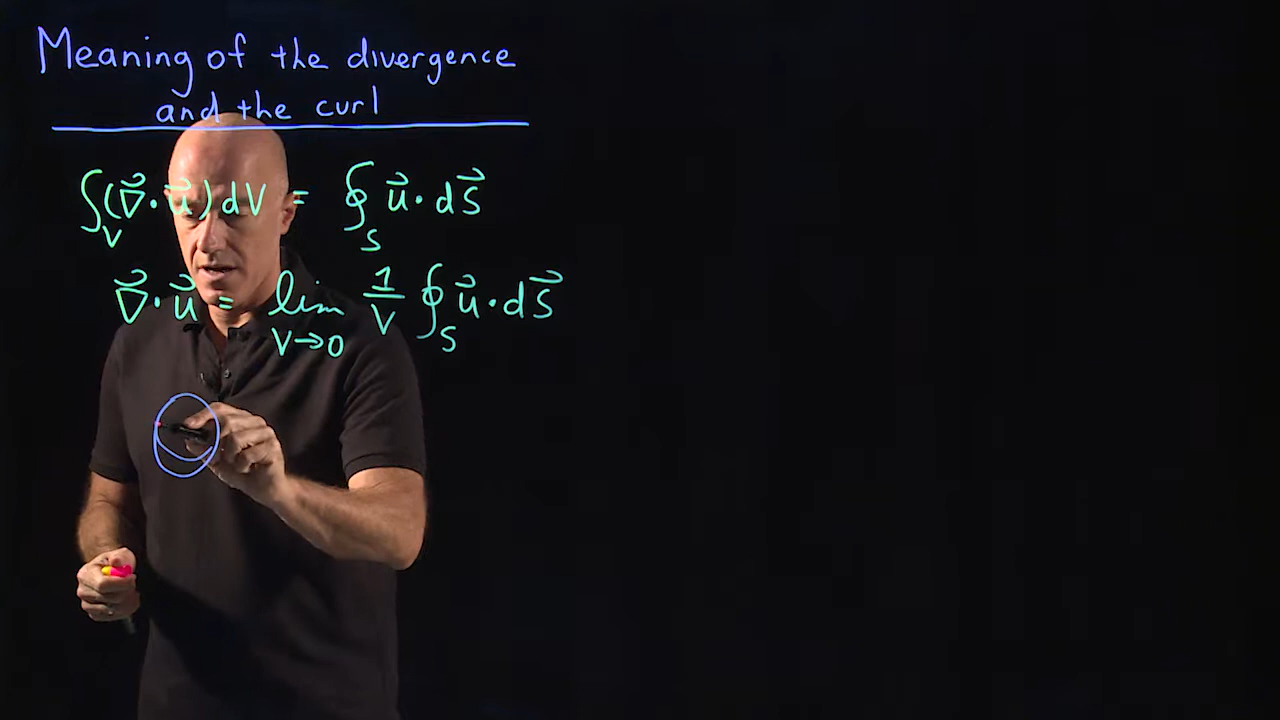 Meaning of the divergence
and the curl
∫_V (∇⃗·u⃗) dV = ∮_S u⃗·dS⃗
∇⃗·u⃗ = lim_{V→0} 1/V ∮_S u⃗·dS⃗